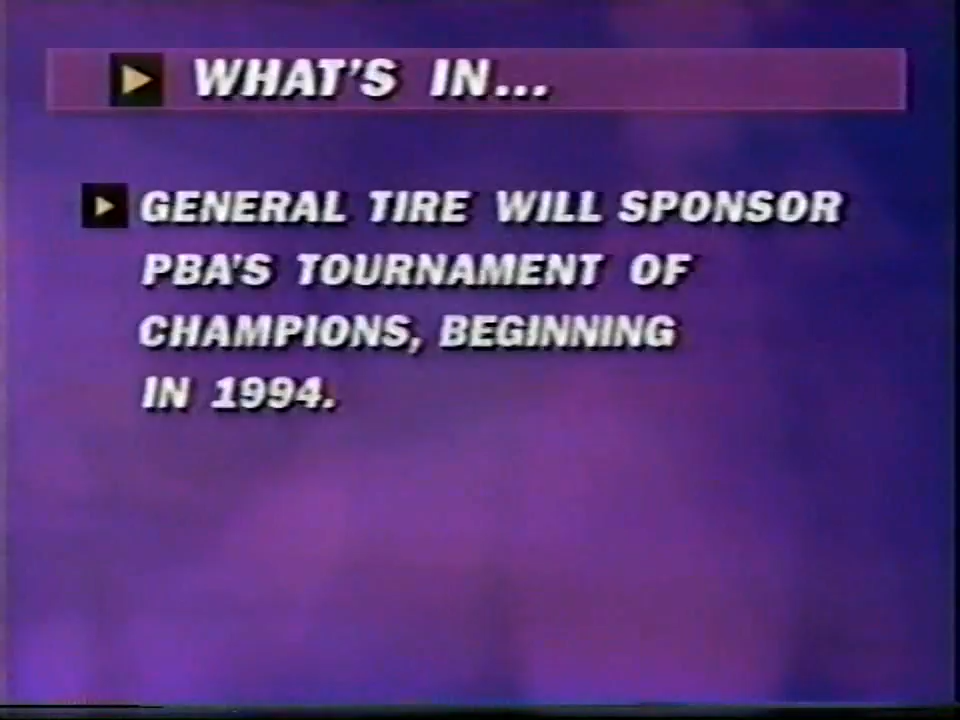 WHAT'S IN...
GENERAL TIRE WILL SPONSOR
PBA'S TOURNAMENT OF
CHAMPIONS, BEGINNING
IN 1994.